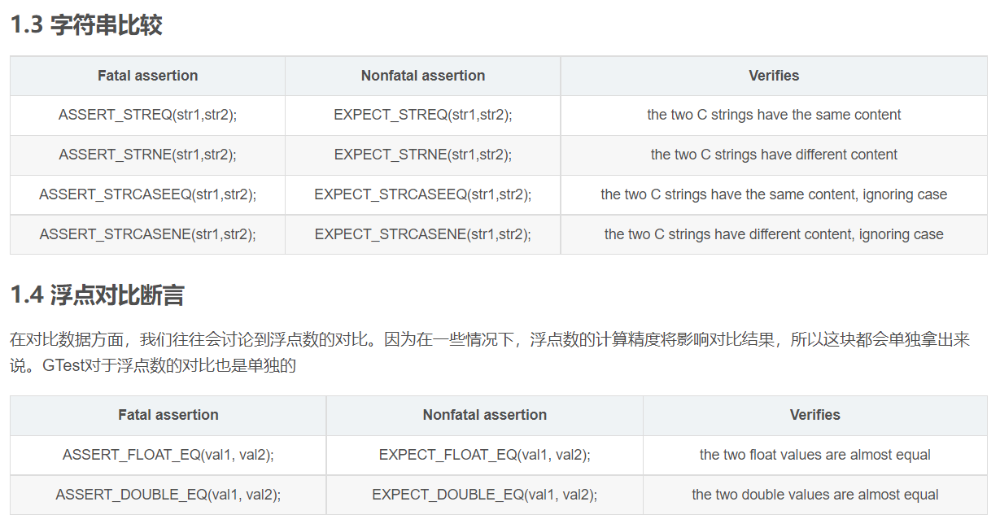 1.3 字符串比较
Fatal assertion Nonfatal assertion Verifies
ASSERT_STREQ(str1,str2); EXPECT_STREQ(str1,str2); the two C strings have the same content
ASSERT_STRNE(str1,str2); EXPECT_STRNE(str1,str2); the two C strings have different content
ASSERT_STRCASEEQ(str1,str2); EXPECT_STRCASEEQ(str1,str2); the two C strings have the same content, ignoring case
ASSERT_STRCASENE(str1,str2); EXPECT_STRCASENE(str1,str2); the two C strings have different content, ignoring case
1.4 浮点对比断言
在对比数据方面，我们往往会讨论到浮点数的对比。因为在一些情况下，浮点数的计算精度将影响对比结果，所以这块都会单独拿出来
说。GTest对于浮点数的对比也是单独的
Fatal assertion Nonfatal assertion Verifies
ASSERT_FLOAT_EQ(val1, val2); EXPECT_FLOAT_EQ(val1, val2); the two float values are almost equal
ASSERT_DOUBLE_EQ(val1, val2); EXPECT_DOUBLE_EQ(val1, val2); the two double values are almost equal